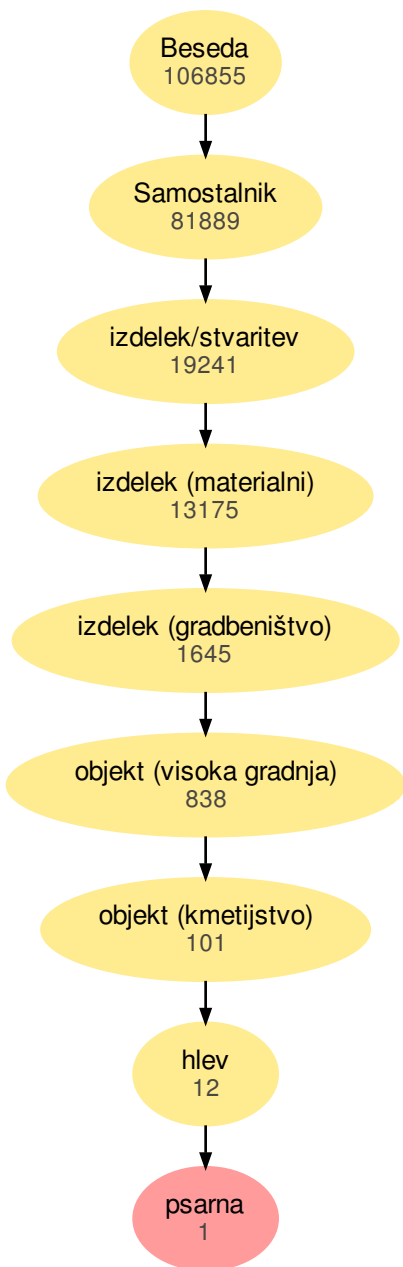 Beseda
106855
Samostalnik
81889
izdelek/stvaritev
19241
izdelek (materialni)
13175
izdelek (gradbeništvo)
1645
objekt (visoka gradnja)
838
objekt (kmetijstvo)
101
hlev
12
psarna
1